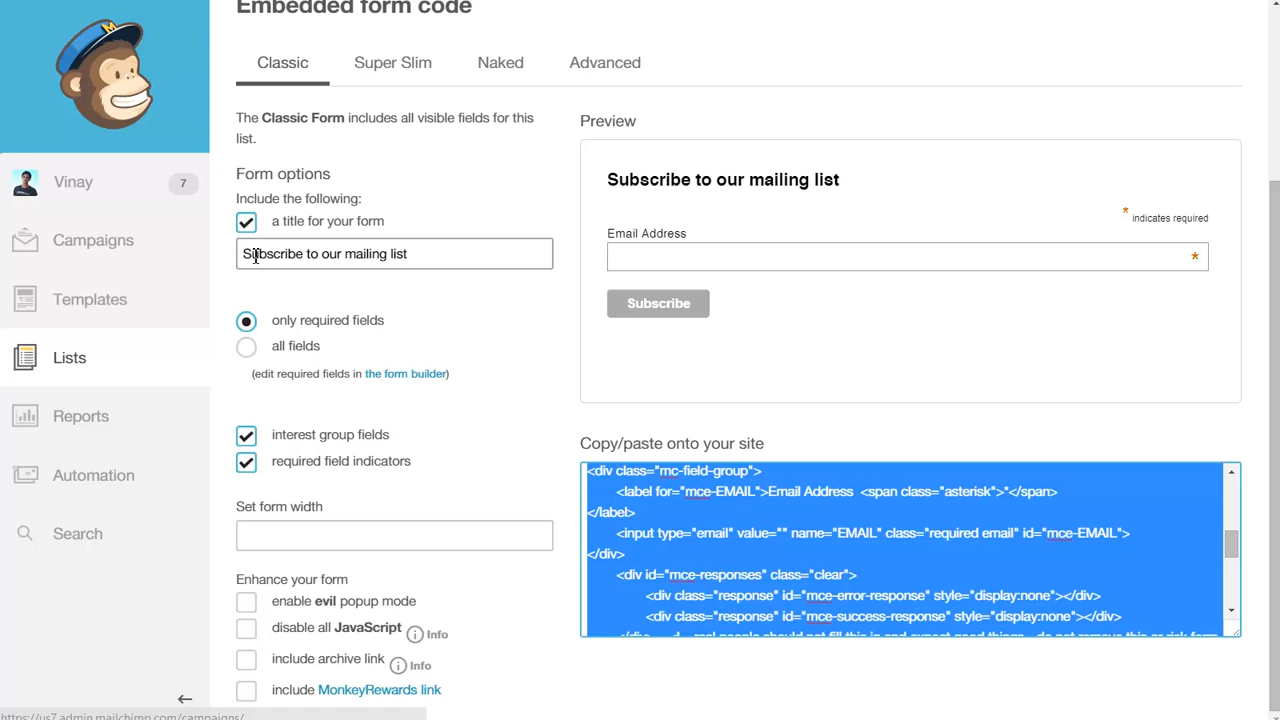 Embedded form code
Classic
Super Slim
Naked
Advanced
The Classic Form includes all visible fields for this
list.
Form options
Include the following:
a title for your form
Subscribe to our mailing list
only required fields
all fields
(edit required fields in the form builder)
interest group fields
required field indicators
Set form width
Enhance your form
enable evil popup mode
disable all JavaScript
Info
include archive link
Info
include MonkeyRewards link
Preview
Subscribe to our mailing list
* indicates required
Email Address
*
Subscribe
Copy/paste onto your site
<div class="mc-field-group">
<label for="mce-EMAIL">Email Address <span class="asterisk">*</span>
</label>
<input type="email" value="" name="EMAIL" class="required email" id="mce-EMAIL">
</div>
<div id="mce-responses" class="clear">
<div class="response" id="mce-error-response" style="display:none"></div>
<div class="response" id="mce-success-response" style="display:none"></div>
M
Vinay
7
Campaigns
Templates
Lists
Reports
Automation
Search
https://us7.admin.mailchimp.com/campaigns/